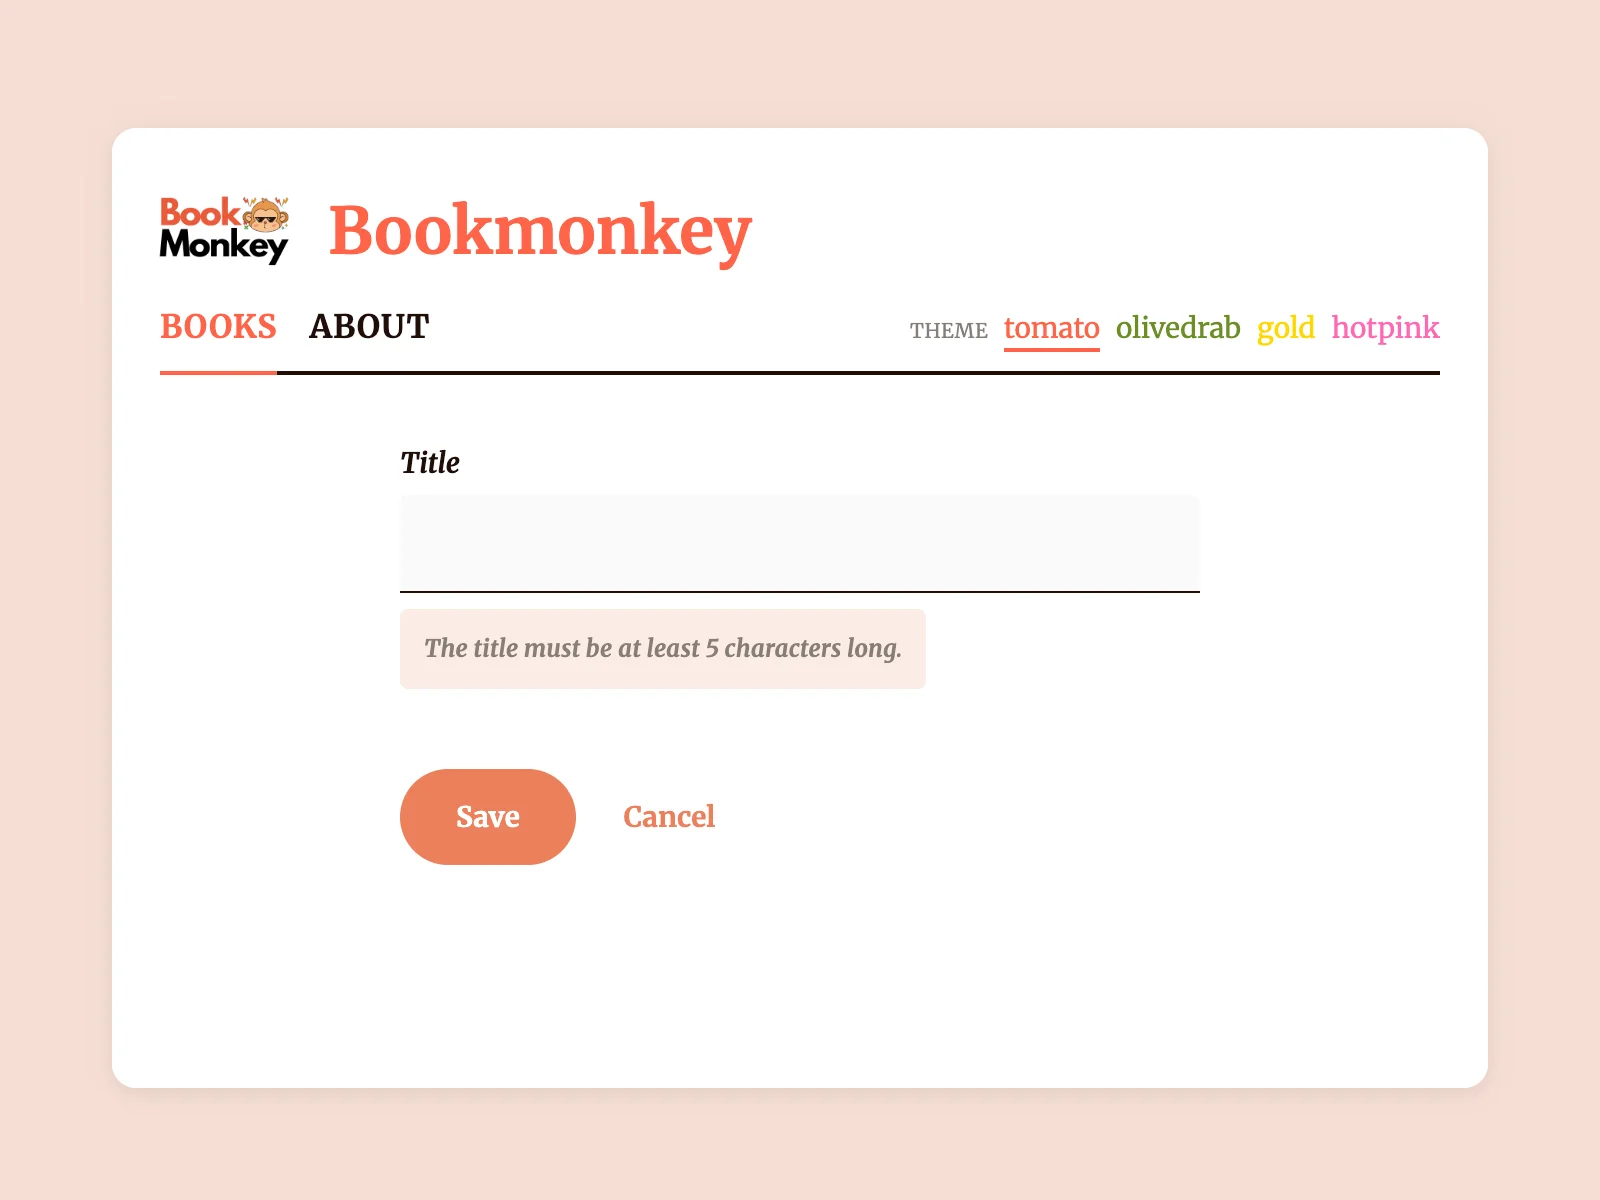 Book
Monkey
Bookmonkey
BOOKS ABOUT THEME tomato olivedrab gold hotpink
Title
The title must be at least 5 characters long.
Save Cancel